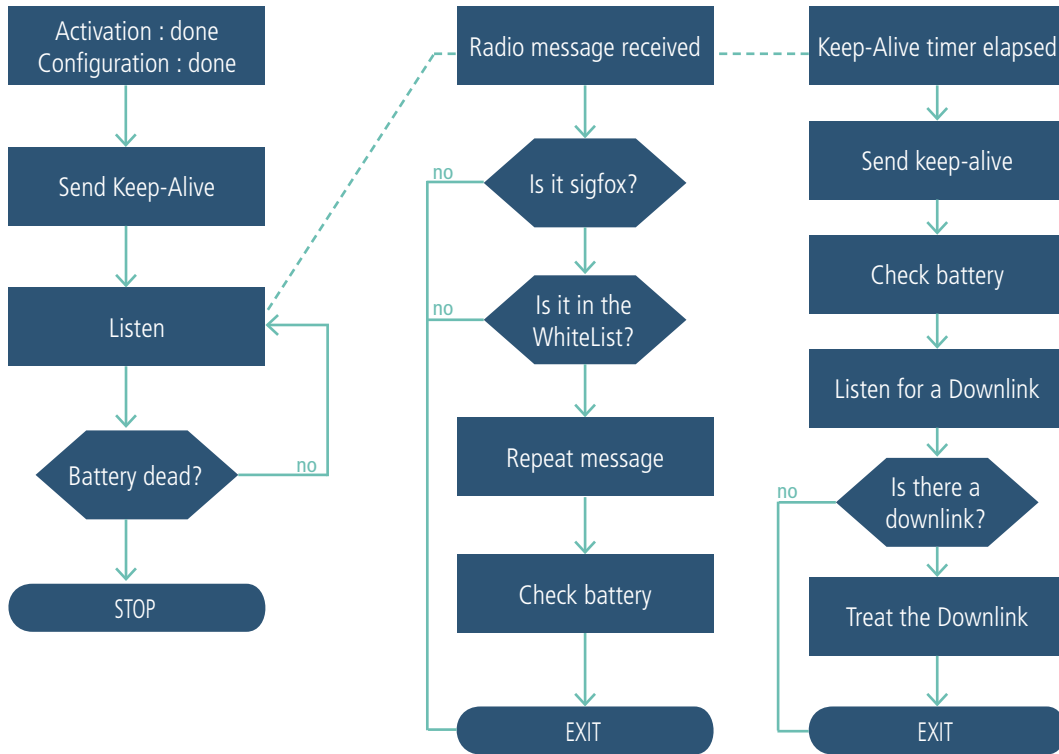 Activation : done
Configuration : done
Send Keep-Alive
Listen
Battery dead?
no
STOP
Radio message received
Is it sigfox?
no
Is it in the
WhiteList?
no
Repeat message
Check battery
EXIT
Keep-Alive timer elapsed
Send keep-alive
Check battery
Listen for a Downlink
Is there a
downlink?
no
Treat the Downlink
EXIT